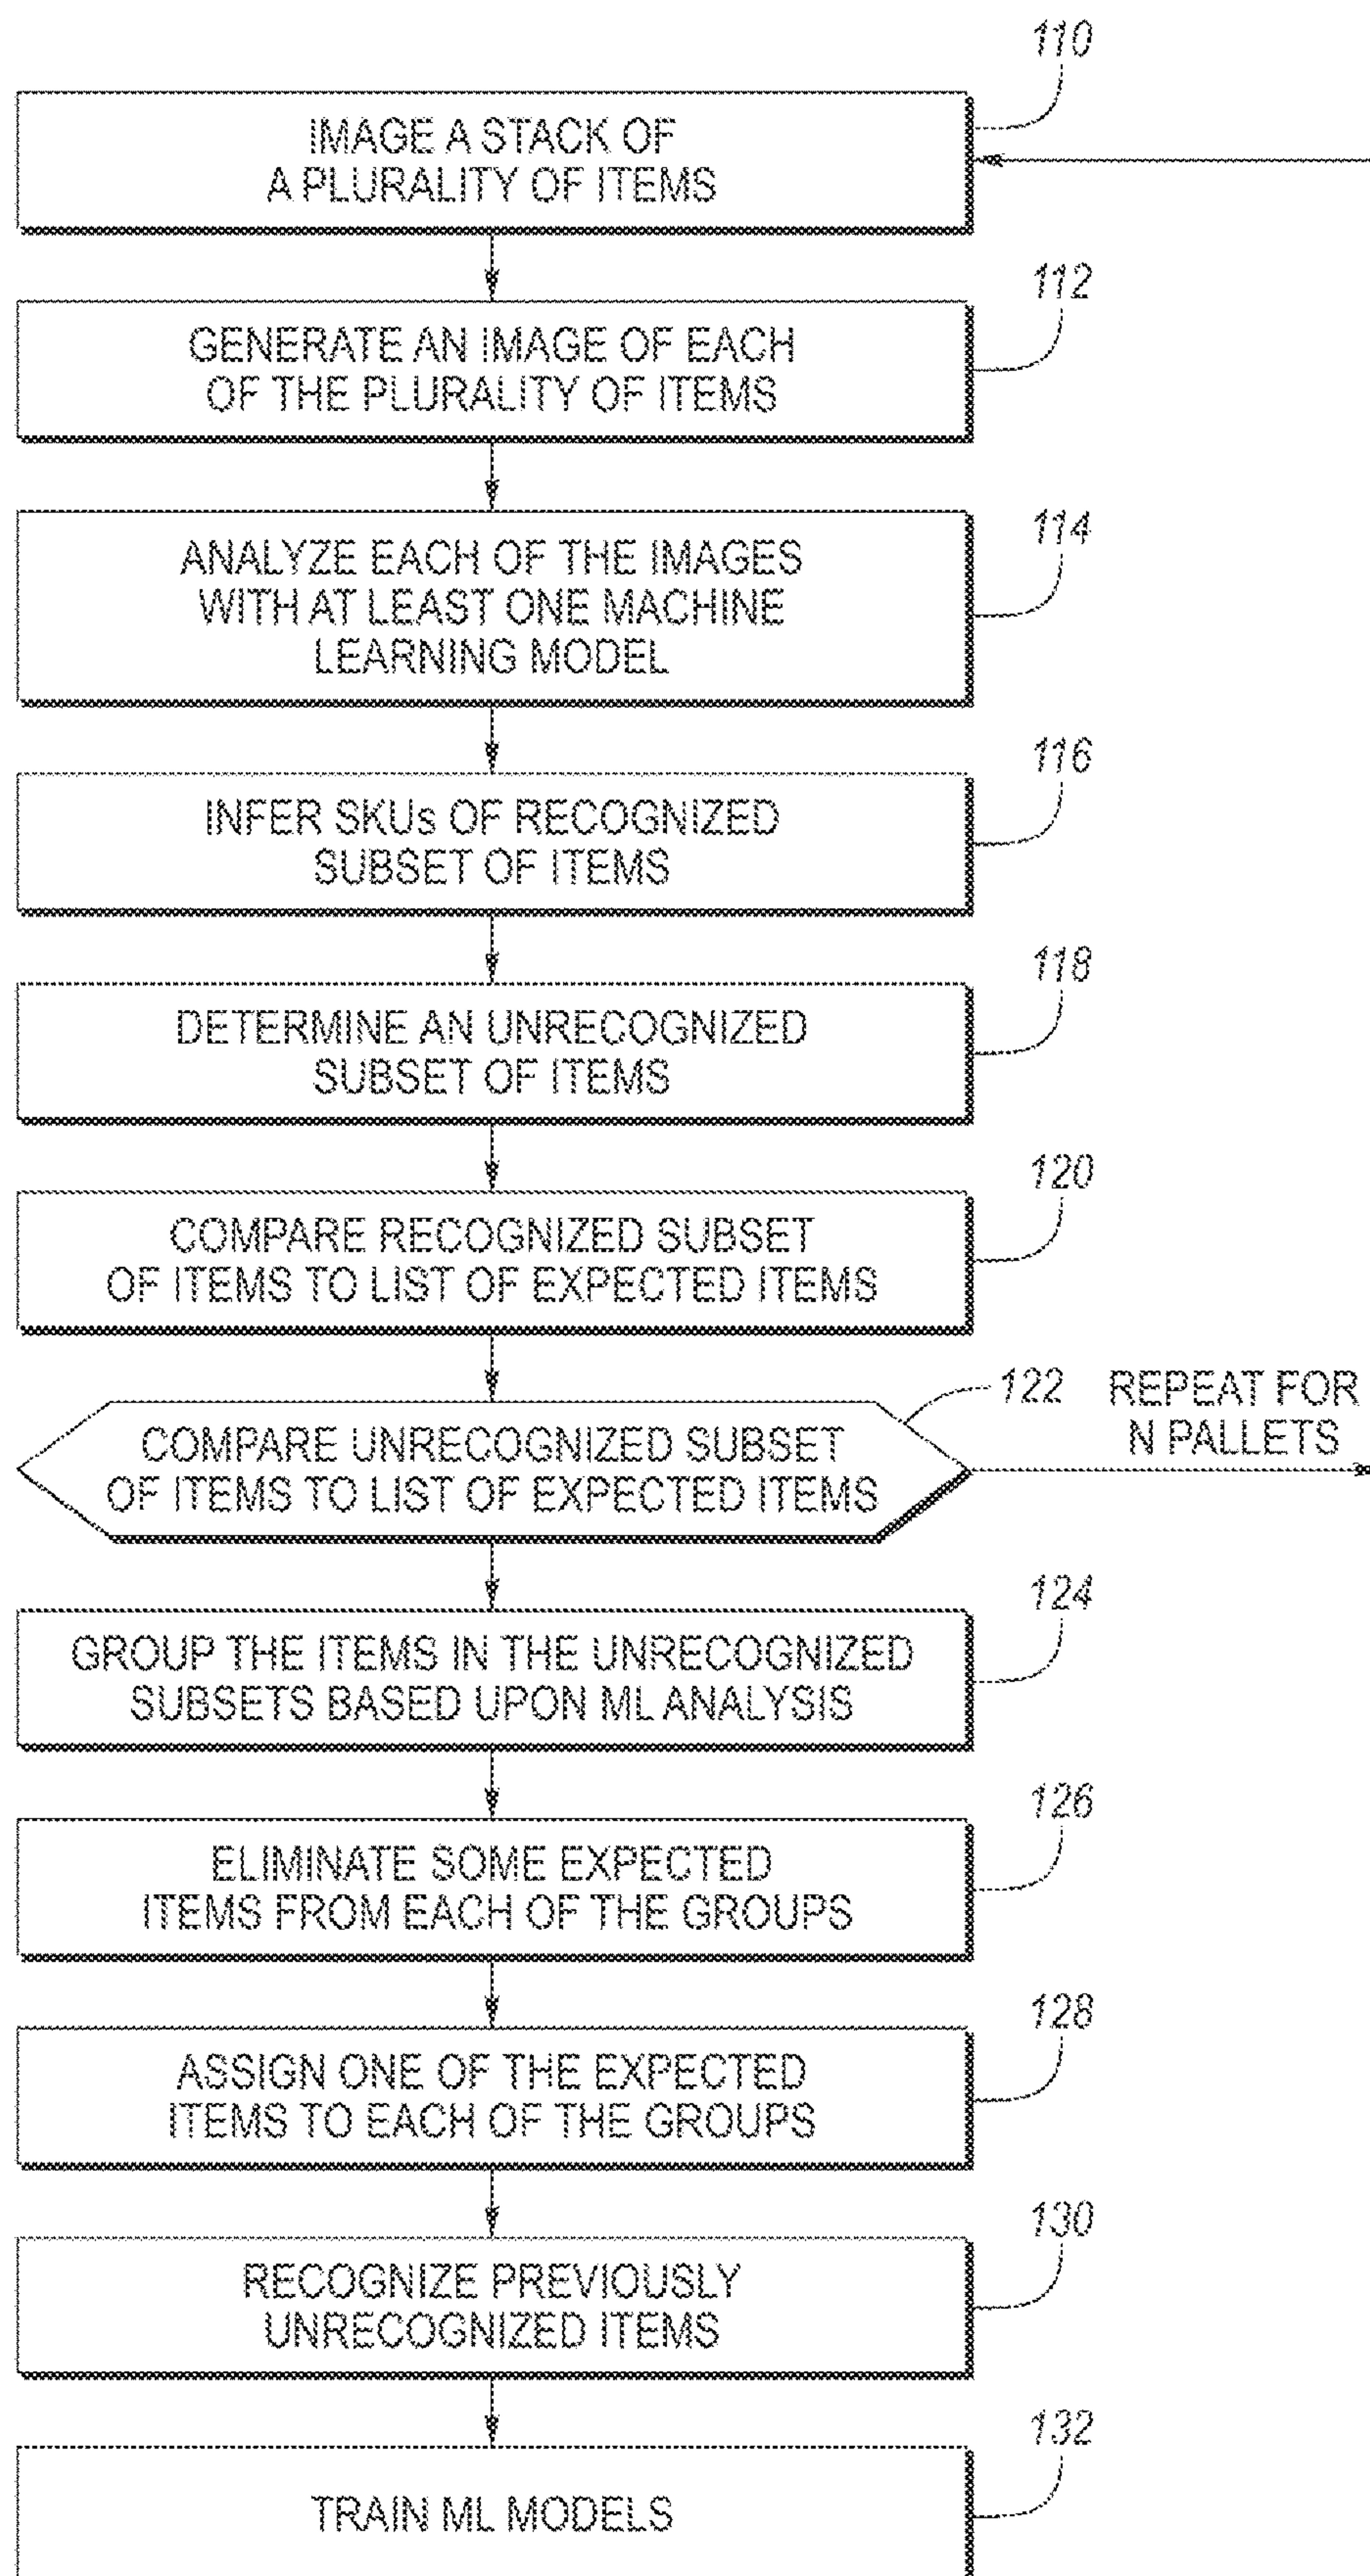 110
IMAGE A STACK OF
A PLURALITY OF ITEMS
112
GENERATE AN IMAGE OF EACH
OF THE PLURALITY OF ITEMS
114
ANALYZE EACH OF THE IMAGES
WITH AT LEAST ONE MACHINE
LEARNING MODEL
116
INFER SKUs OF RECOGNIZED
SUBSET OF ITEMS
118
DETERMINE AN UNRECOGNIZED
SUBSET OF ITEMS
120
COMPARE RECOGNIZED SUBSET
OF ITEMS TO LIST OF EXPECTED ITEMS
122
REPEAT FOR
N PALLETS
COMPARE UNRECOGNIZED SUBSET
OF ITEMS TO LIST OF EXPECTED ITEMS
124
GROUP THE ITEMS IN THE UNRECOGNIZED
SUBSETS BASED UPON ML ANALYSIS
126
ELIMINATE SOME EXPECTED
ITEMS FROM EACH OF THE GROUPS
128
ASSIGN ONE OF THE EXPECTED
ITEMS TO EACH OF THE GROUPS
130
RECOGNIZE PREVIOUSLY
UNRECOGNIZED ITEMS
132
TRAIN ML MODELS